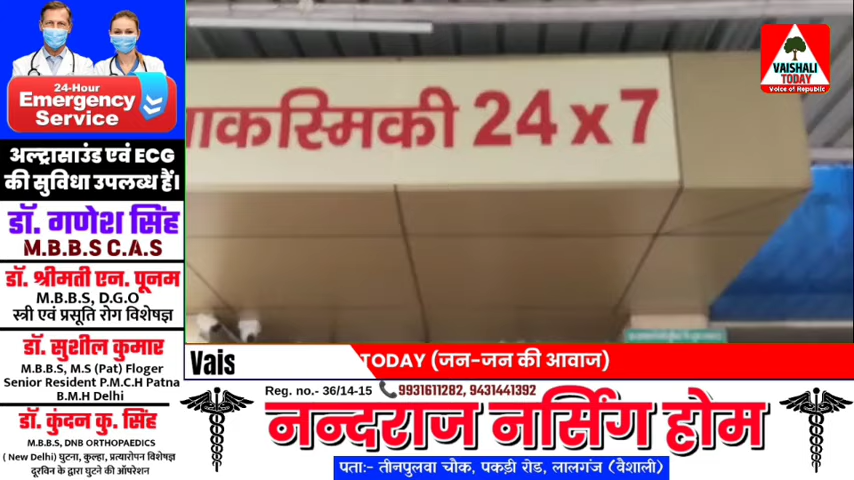 24-Hour
Emergency
Service
अल्ट्रासाउंड एवं ECG
की सुविधा उपलब्ध हैं।
डॉ. गणेश सिंह
M.B.B.S C.A.S
डॉ. श्रीमती एन. पूनम
M.B.B.S, D.G.O
स्त्री एवं प्रसूति रोग विशेषज्ञ
डॉ. सुशील कुमार
M.B.B.S, M.S (Pat) Floger
Senior Resident P.M.C.H Patna
B.M.H Delhi
डॉ. कुंदन कु. सिंह
M.B.B.S, DNB ORTHOPAEDICS
( New Delhi) घुटना, कुल्हा, प्रत्यारोपन विशेषज्ञ
दूरविन के द्वारा घुटने की ऑपरेशन
ाकस्मिकी 24 x 7
VAISHALI
TODAY
Voice of Republic
Vais
TODAY (जन-जन की आवाज)
Reg. no.- 36/14-15 9931611282, 9431441392
नन्दराज नर्सिंग होम
पता:- तीनपुलवा चौक, पकड़ी रोड, लालगंज (वैशाली)